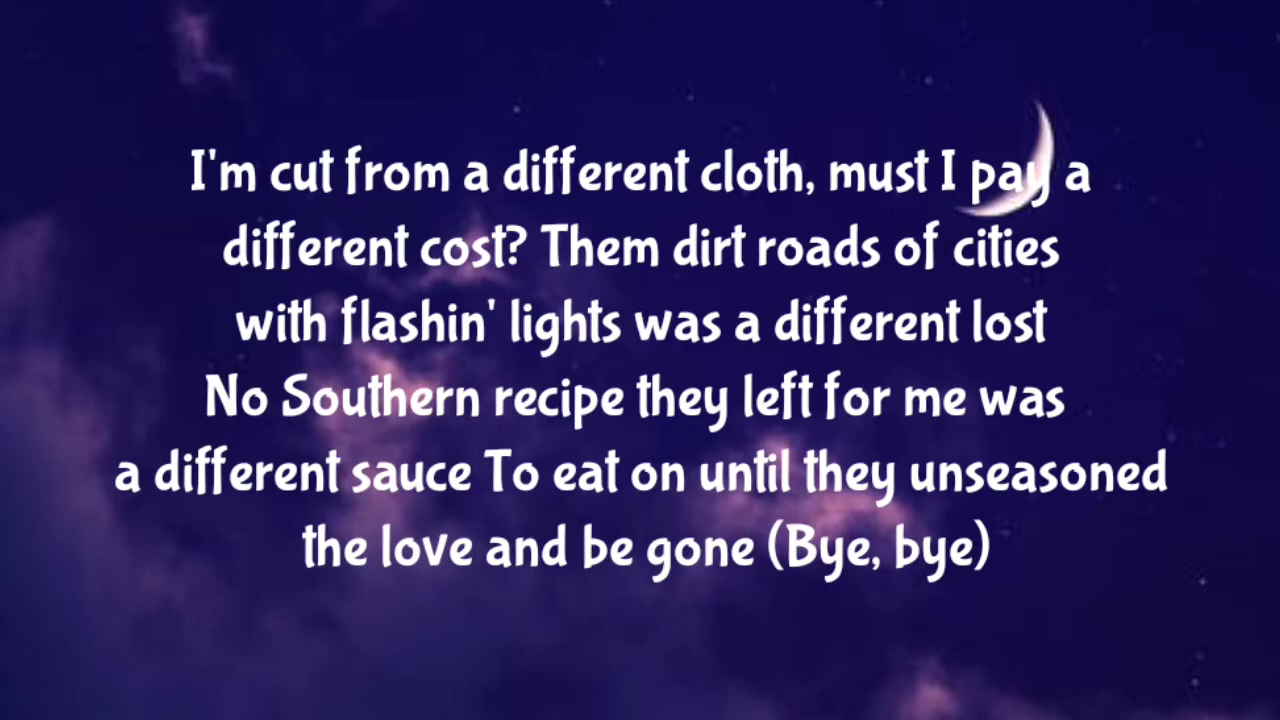 I'm cut from a different cloth, must I pay a
different cost? Them dirt roads of cities
with flashin' lights was a different lost
No Southern recipe they left for me was
a different sauce To eat on until they unseasoned
the love and be gone (Bye, bye)